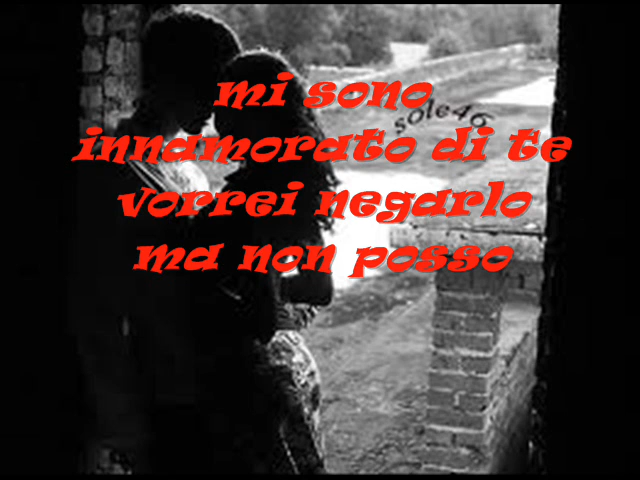 mi sono
sole46
innamorato di te
vorrei negarlo
ma non posso